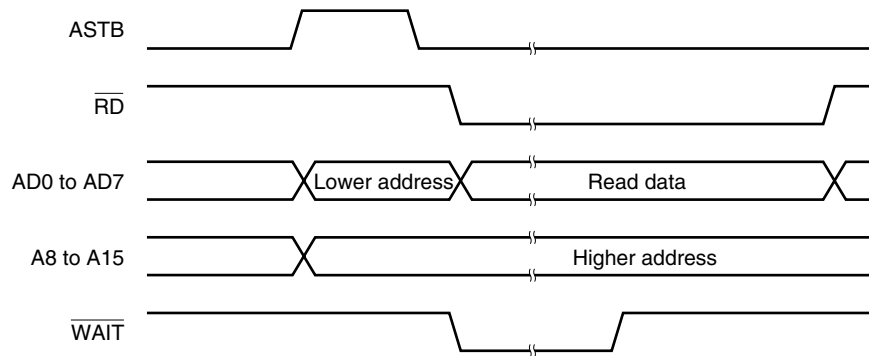 ASTB
RD
AD0 to AD7
Lower address
Read data
A8 to A15
Higher address
WAIT